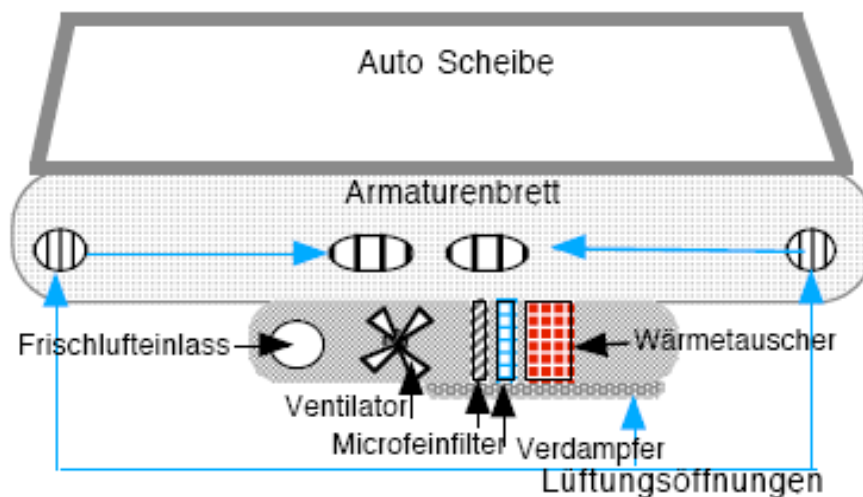 Auto Scheibe
Armaturenbrett
Frischlufteinlass
Wärmetauscher
Ventilator
Microfeinfilter
Verdampfer
Lüftungsöffnungen